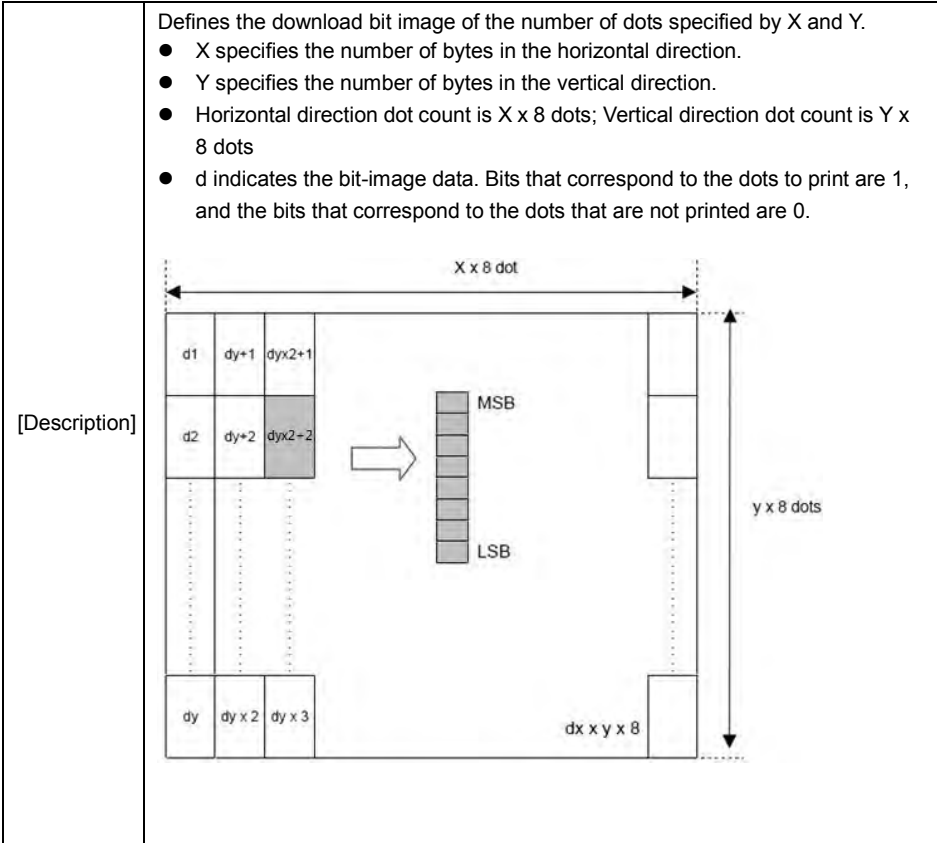 [Description]
Defines the download bit image of the number of dots specified by X and Y.
● X specifies the number of bytes in the horizontal direction.
● Y specifies the number of bytes in the vertical direction.
● Horizontal direction dot count is X x 8 dots; Vertical direction dot count is Y x
8 dots
● d indicates the bit-image data. Bits that correspond to the dots to print are 1,
and the bits that correspond to the dots that are not printed are 0.
X x 8 dot
d1 dy+1 dyx2+1
MSB
d2 dy+2 dyx2+2
y x 8 dots
LSB
dy dy x 2 dy x 3
dx x y x 8